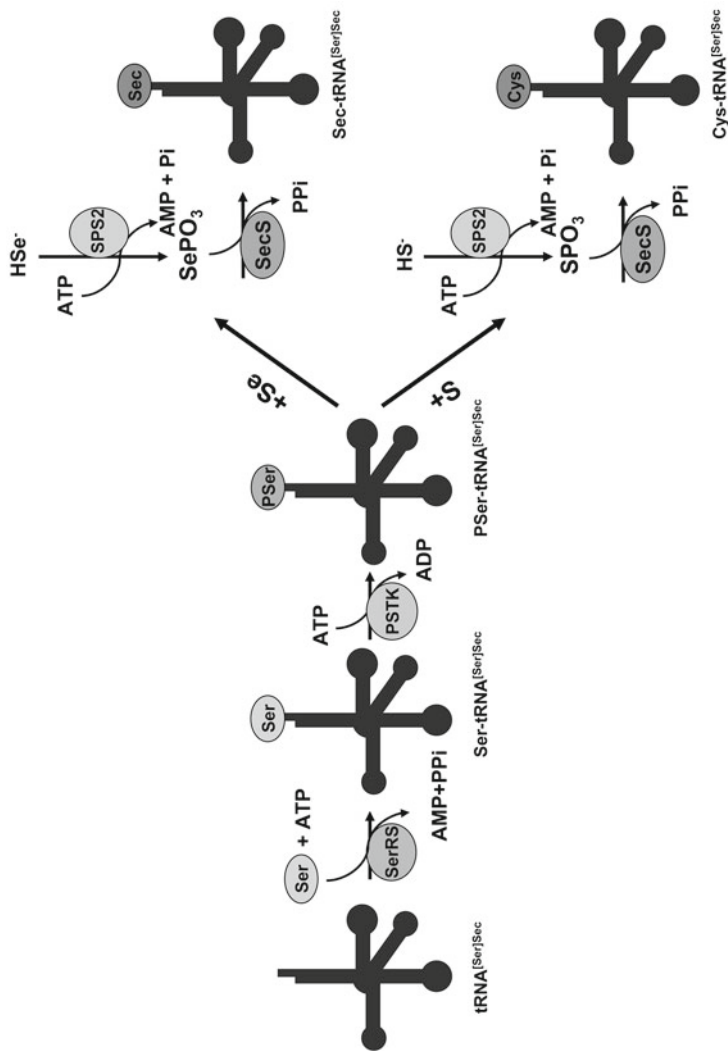 tRNA[Ser]Sec
Ser + ATP
SerRS
AMP+PPi
Ser
Ser-tRNA[Ser]Sec
ATP
PSTK
ADP
PSer
PSer-tRNA[Ser]Sec
+Se
HSe-
ATP
SPS2
AMP + Pi
SePO3
SecS
PPi
Sec
Sec-tRNA[Ser]Sec
+S
HS-
ATP
SPS2
AMP + Pi
SPO3
SecS
PPi
Cys
Cys-tRNA[Ser]Sec